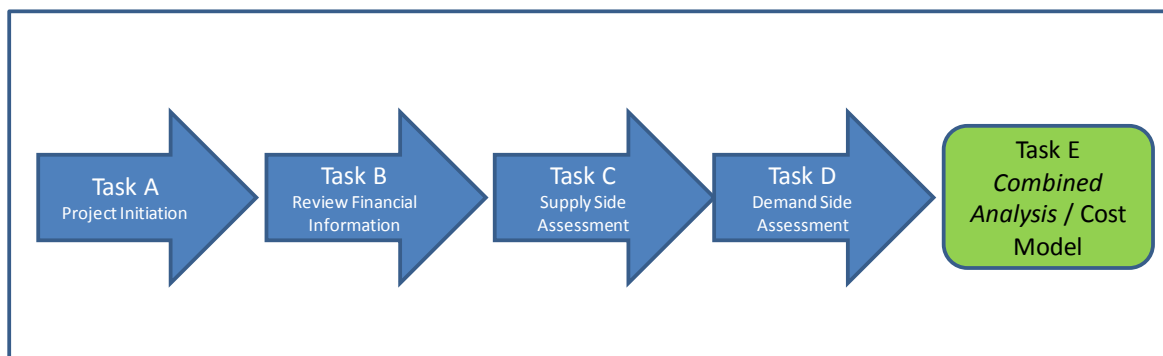 Task A
Project Initiation
Task B
Review Financial
Information
Task C
Supply Side
Assessment
Task D
Demand Side
Assessment
Task E
Combined
Analysis / Cost
Model